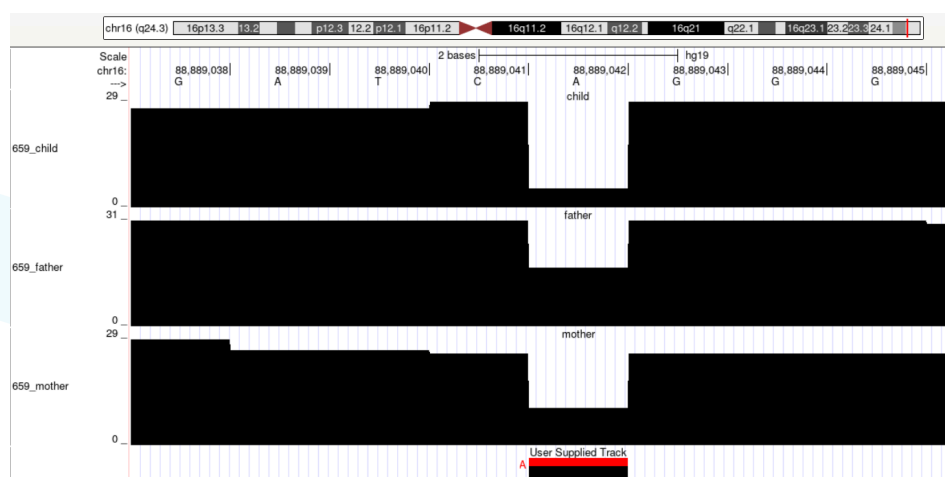 chr16 (q24.3) 16p13.3 13.2 p12.3 12.2 p12.1 16p11.2 16q11.2 16q12.1 q12.2 16q21 q22.1 16q23.1 23.2 23.3 24.1
Scale 2 bases hg19
chr16: 88,889,038 88,889,039 88,889,040 88,889,041 88,889,042 88,889,043 88,889,044 88,889,045
---> G A T C A G G G
29 child
659_child
0
31 father
659_father
0
29 mother
659_mother
0
User Supplied Track
A